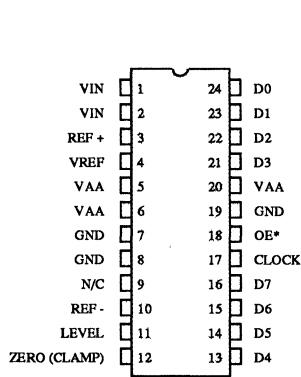 VIN 1 24 D0
VIN 2 23 D1
REF + 3 22 D2
VREF 4 21 D3
VAA 5 20 VAA
VAA 6 19 GND
GND 7 18 OE*
GND 8 17 CLOCK
N/C 9 16 D7
REF - 10 15 D6
LEVEL 11 14 D5
ZERO (CLAMP) 12 13 D4